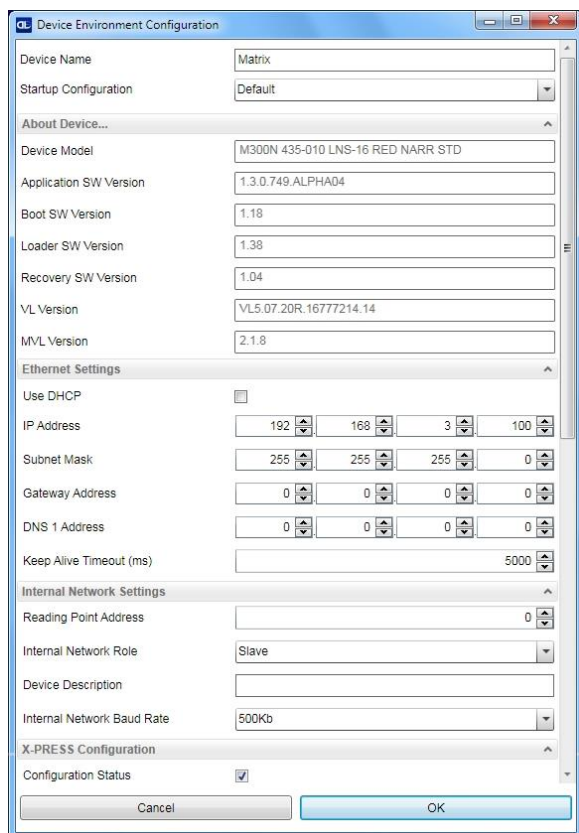 DL Device Environment Configuration
Device Name Matrix
Startup Configuration Default
About Device...
Device Model M300N 435-010 LNS-16 RED NARR STD
Application SW Version 1.3.0.749.ALPHA04
Boot SW Version 1.18
Loader SW Version 1.38
Recovery SW Version 1.04
VL Version VL5.07.20R.16777214.14
MVL Version 2.1.8
Ethernet Settings
Use DHCP
IP Address 192 . 168 . 3 . 100
Subnet Mask 255 . 255 . 255 . 0
Gateway Address 0 . 0 . 0 . 0
DNS 1 Address 0 . 0 . 0 . 0
Keep Alive Timeout (ms) 5000
Internal Network Settings
Reading Point Address 0
Internal Network Role Slave
Device Description
Internal Network Baud Rate 500Kb
X-PRESS Configuration
Configuration Status
Cancel OK